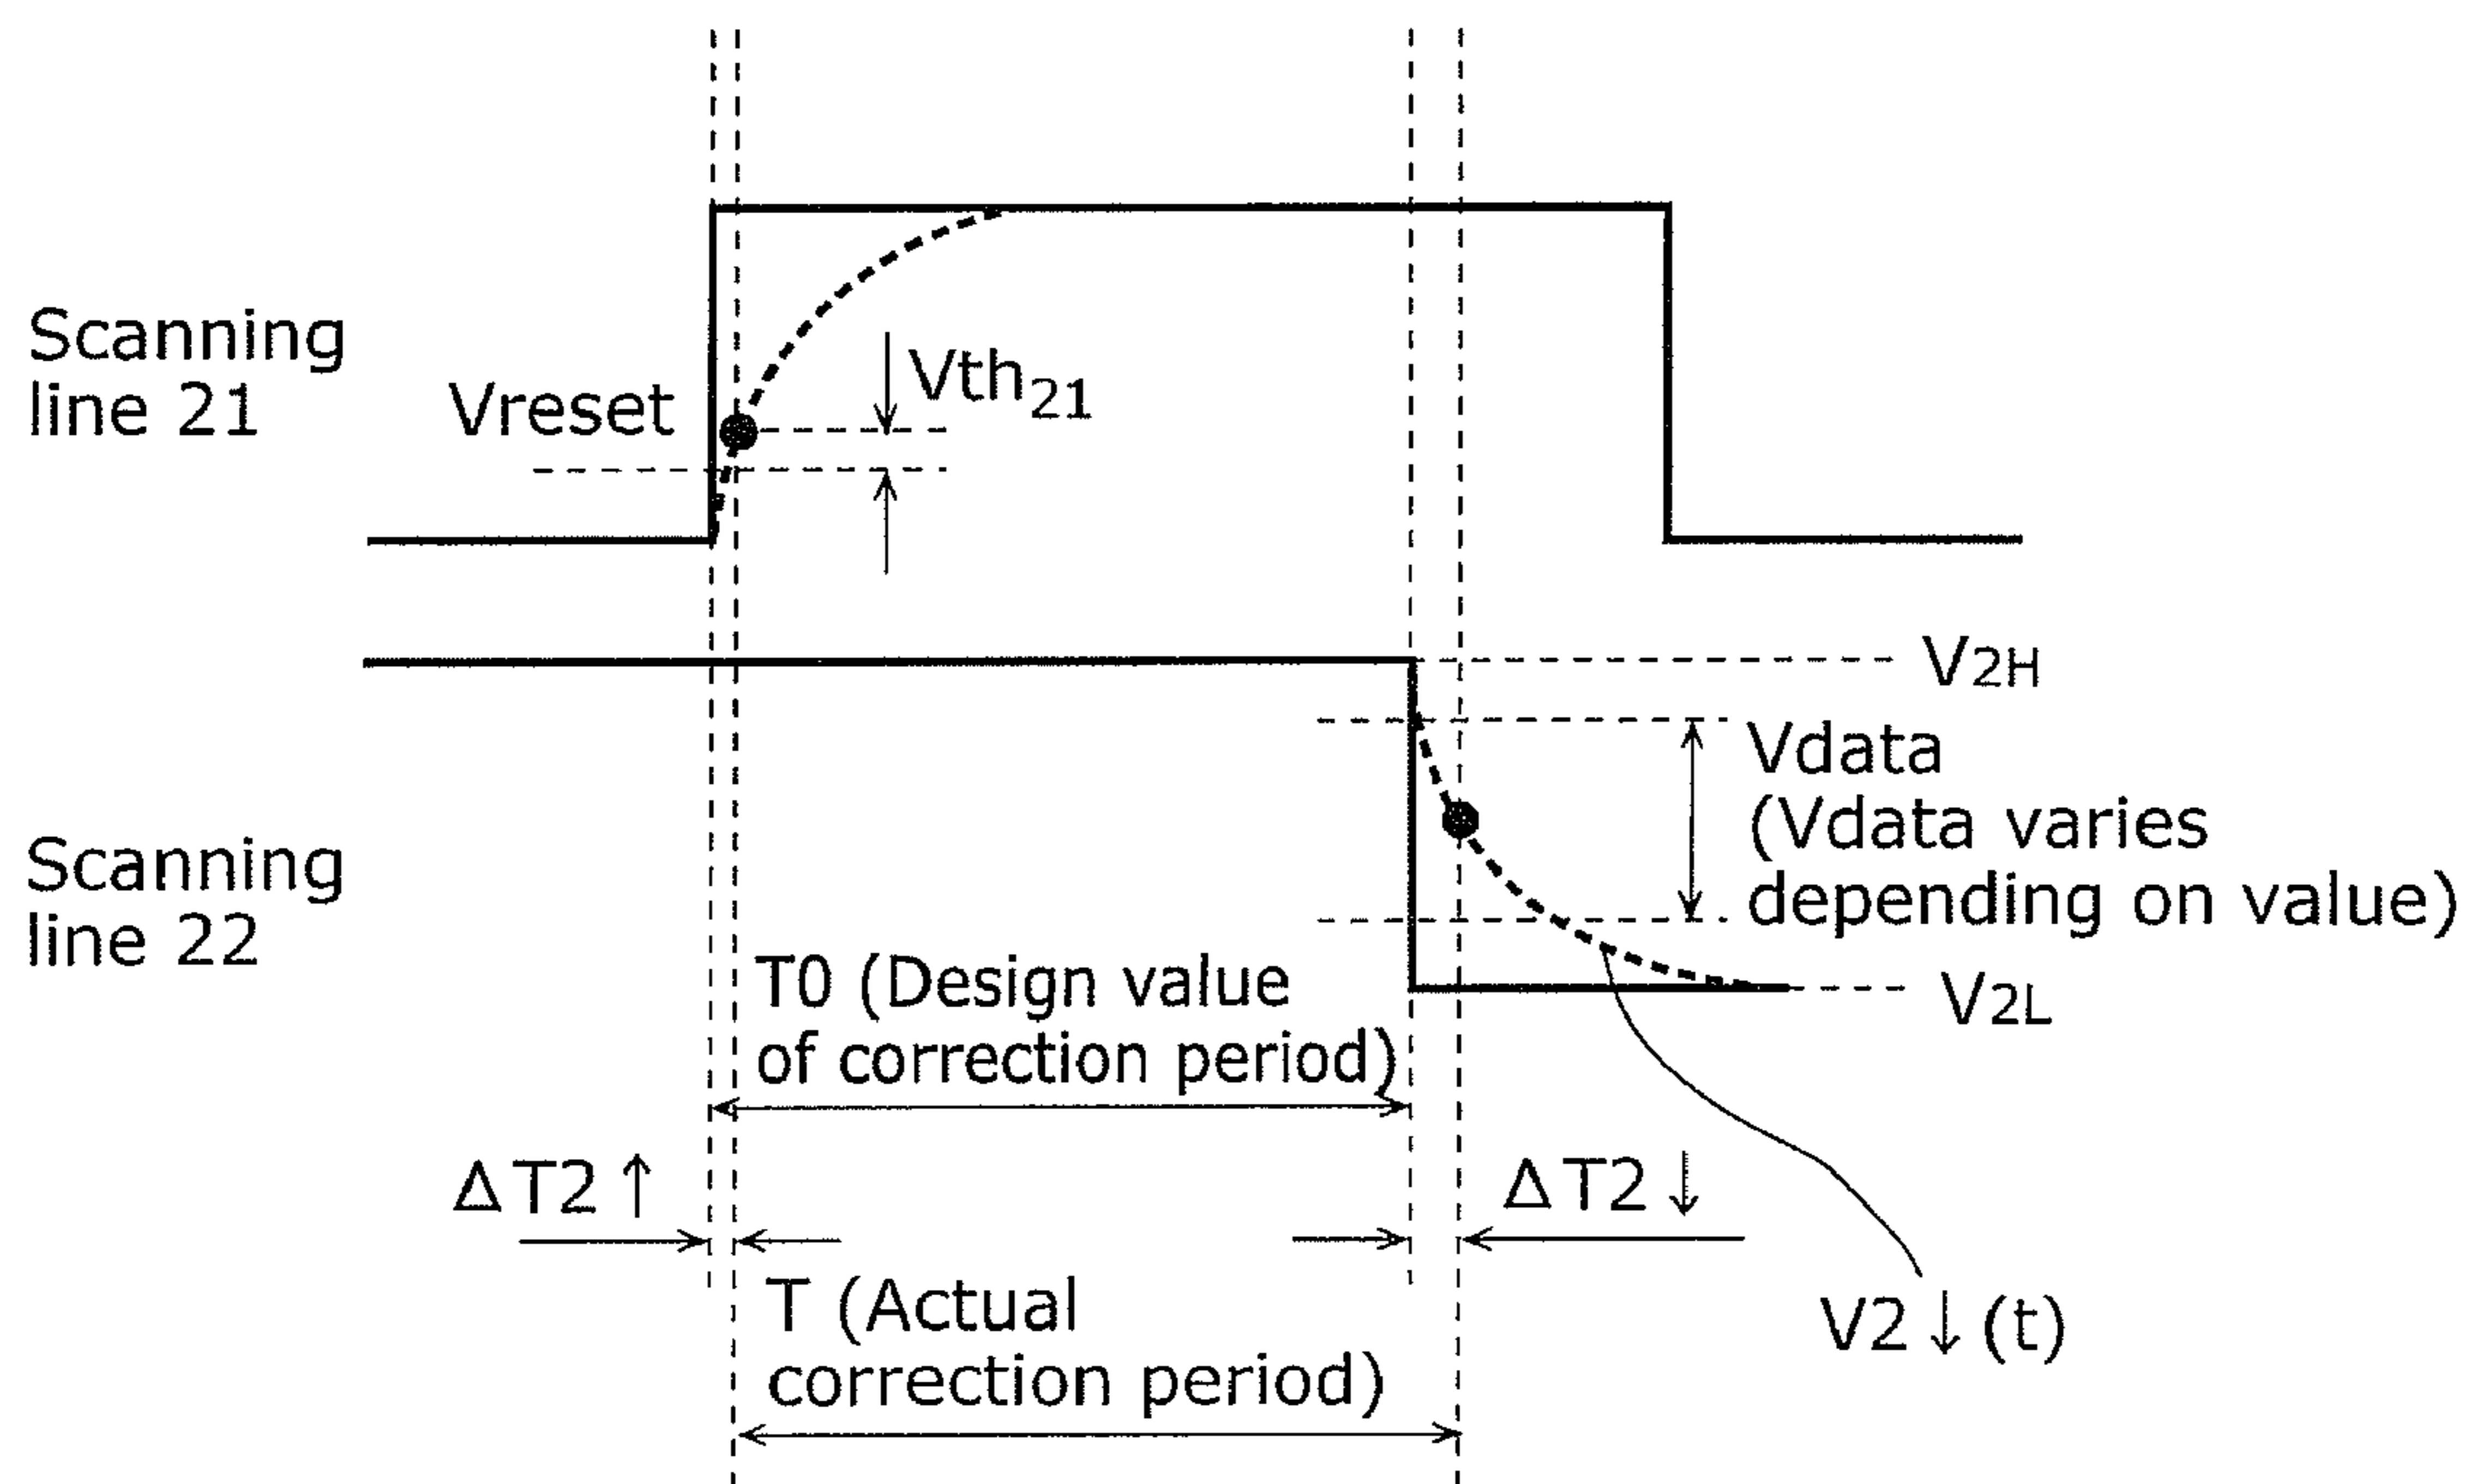 Scanning
line 21
Vreset
Vth21
V2H
Vdata
(Vdata varies
depending on value)
Scanning
line 22
V2L
T0 (Design value
of correction period)
ΔT2↑
ΔT2↓
T (Actual
correction period)
V2↓(t)